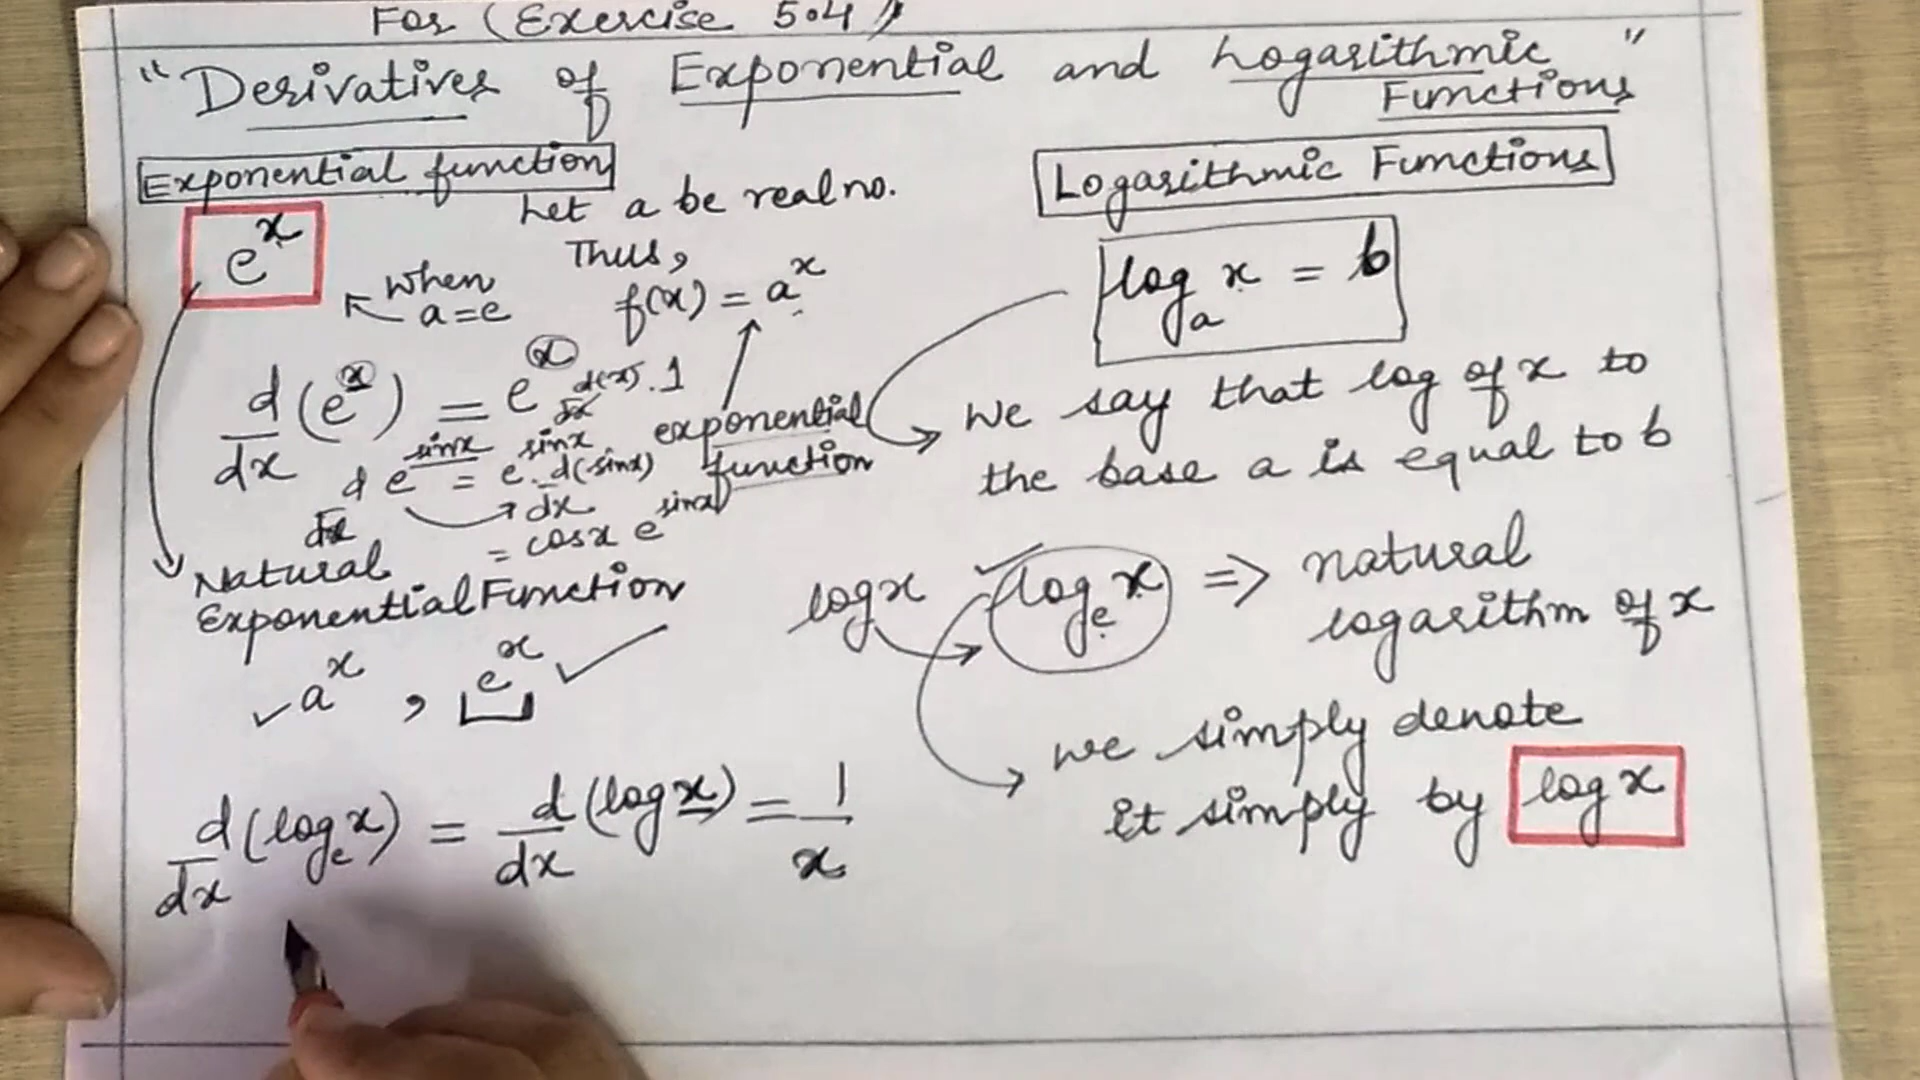 For (Exercise 5.4)
"Derivatives of Exponential and Logarithmic Functions"
Exponential function
Let a be real no.
Thus,
f(x) = a^x
e^x
when
a=e
d/dx (e^x) = e^x d(x)/dx . 1
exponential
function
d/dx e^sinx = e^sinx . d(sinx)/dx
= cosx e^sinx
Natural
Exponential Function
a^x , e^x
Logarithmic Functions
log_a x = b
we say that log of x to
the base a is equal to b
logx log_e x => natural
logarithm of x
we simply denote
it simply by log x
d/dx (log_e x) = d/dx (log x) = 1/x